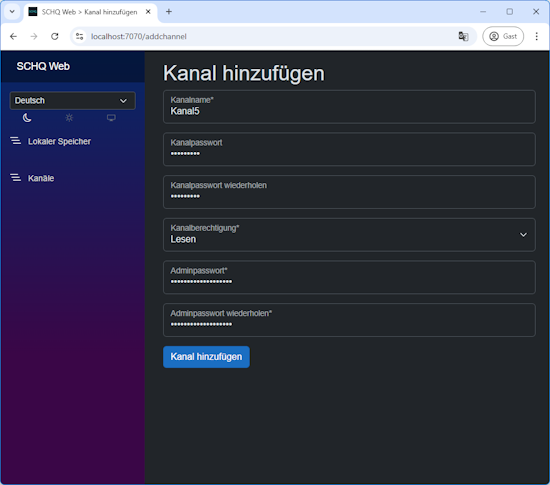 SCHQ Web > Kanal hinzufügen
localhost:7070/addchannel
Gast
SCHQ Web
Deutsch
Lokaler Speicher
Kanäle
Kanal hinzufügen
Kanalname*
Kanal5
Kanalpasswort
•••••••••
Kanalpasswort wiederholen
•••••••••
Kanalberechtigung*
Lesen
Adminpasswort*
•••••••••••••••••••
Adminpasswort wiederholen*
•••••••••••••••••••
Kanal hinzufügen